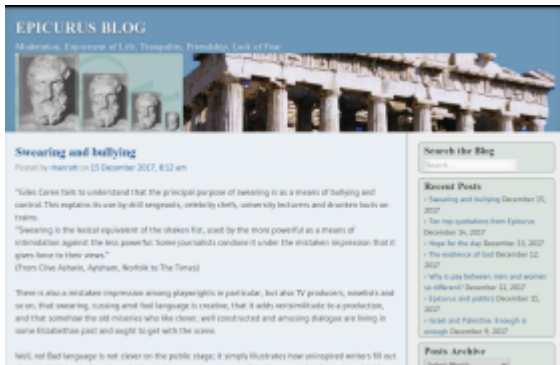 EPICURUS BLOG
Moderation, Enjoyment of Life, Tranquility, Friendship, Lack of Fear
Swearing and bullying
Posted by rhanrott on 15 December 2017, 8:12 am
"Giles Coren fails to understand that the principal purpose of swearing is as a means of bullying and
control. This explains its use by drill sergeants, celebrity chefs, university lecturers and drunken louts on
trains.
"Swearing is the lexical equivalent of the shaken fist, used by the more powerful as a means of
intimidation against the less powerful. Some journalists condone it under the mistaken impression that it
gives force to their views."
(From Clive Ashwin, Aylsham, Norfolk to The Times)
There is also a mistaken impression among playwrights in particular, but also TV producers, novelists and
so on, that swearing, cussing amd foul language is creative, that it adds verisimilitude to a production,
and that somehow the old miseries who like clever, well constructed and amusing dialogue are living in
some Elizabethan past and ought to get with the scene.
Well, no! Bad language is not clever on the public stage; it simply illustrates how uninspired writers fill out
Search the Blog
Search
Recent Posts
Swearing and bullying December 15,
2017
Ten top quotations from Epicurus
December 14, 2017
Hope for the day December 13, 2017
The existence of God December 12,
2017
Why is pay between men and women
so different? December 12, 2017
Epicurus and politics December 11,
2017
Israel and Palestine: Enough is
enough December 9, 2017
Posts Archive
Select Month